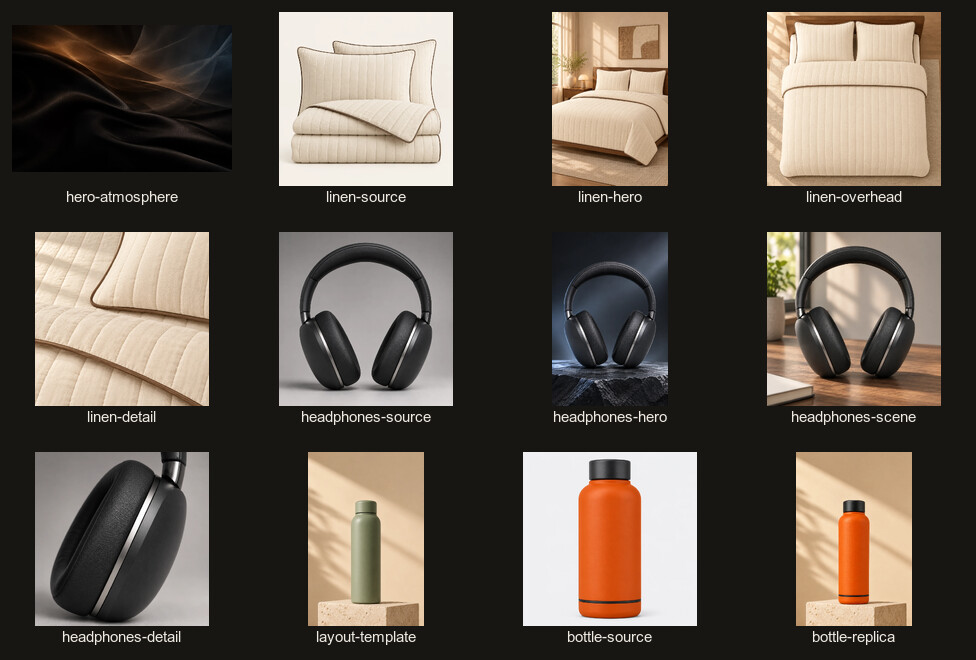 hero-atmosphere
linen-source
linen-hero
linen-overhead
linen-detail
headphones-source
headphones-hero
headphones-scene
headphones-detail
layout-template
bottle-source
bottle-replica